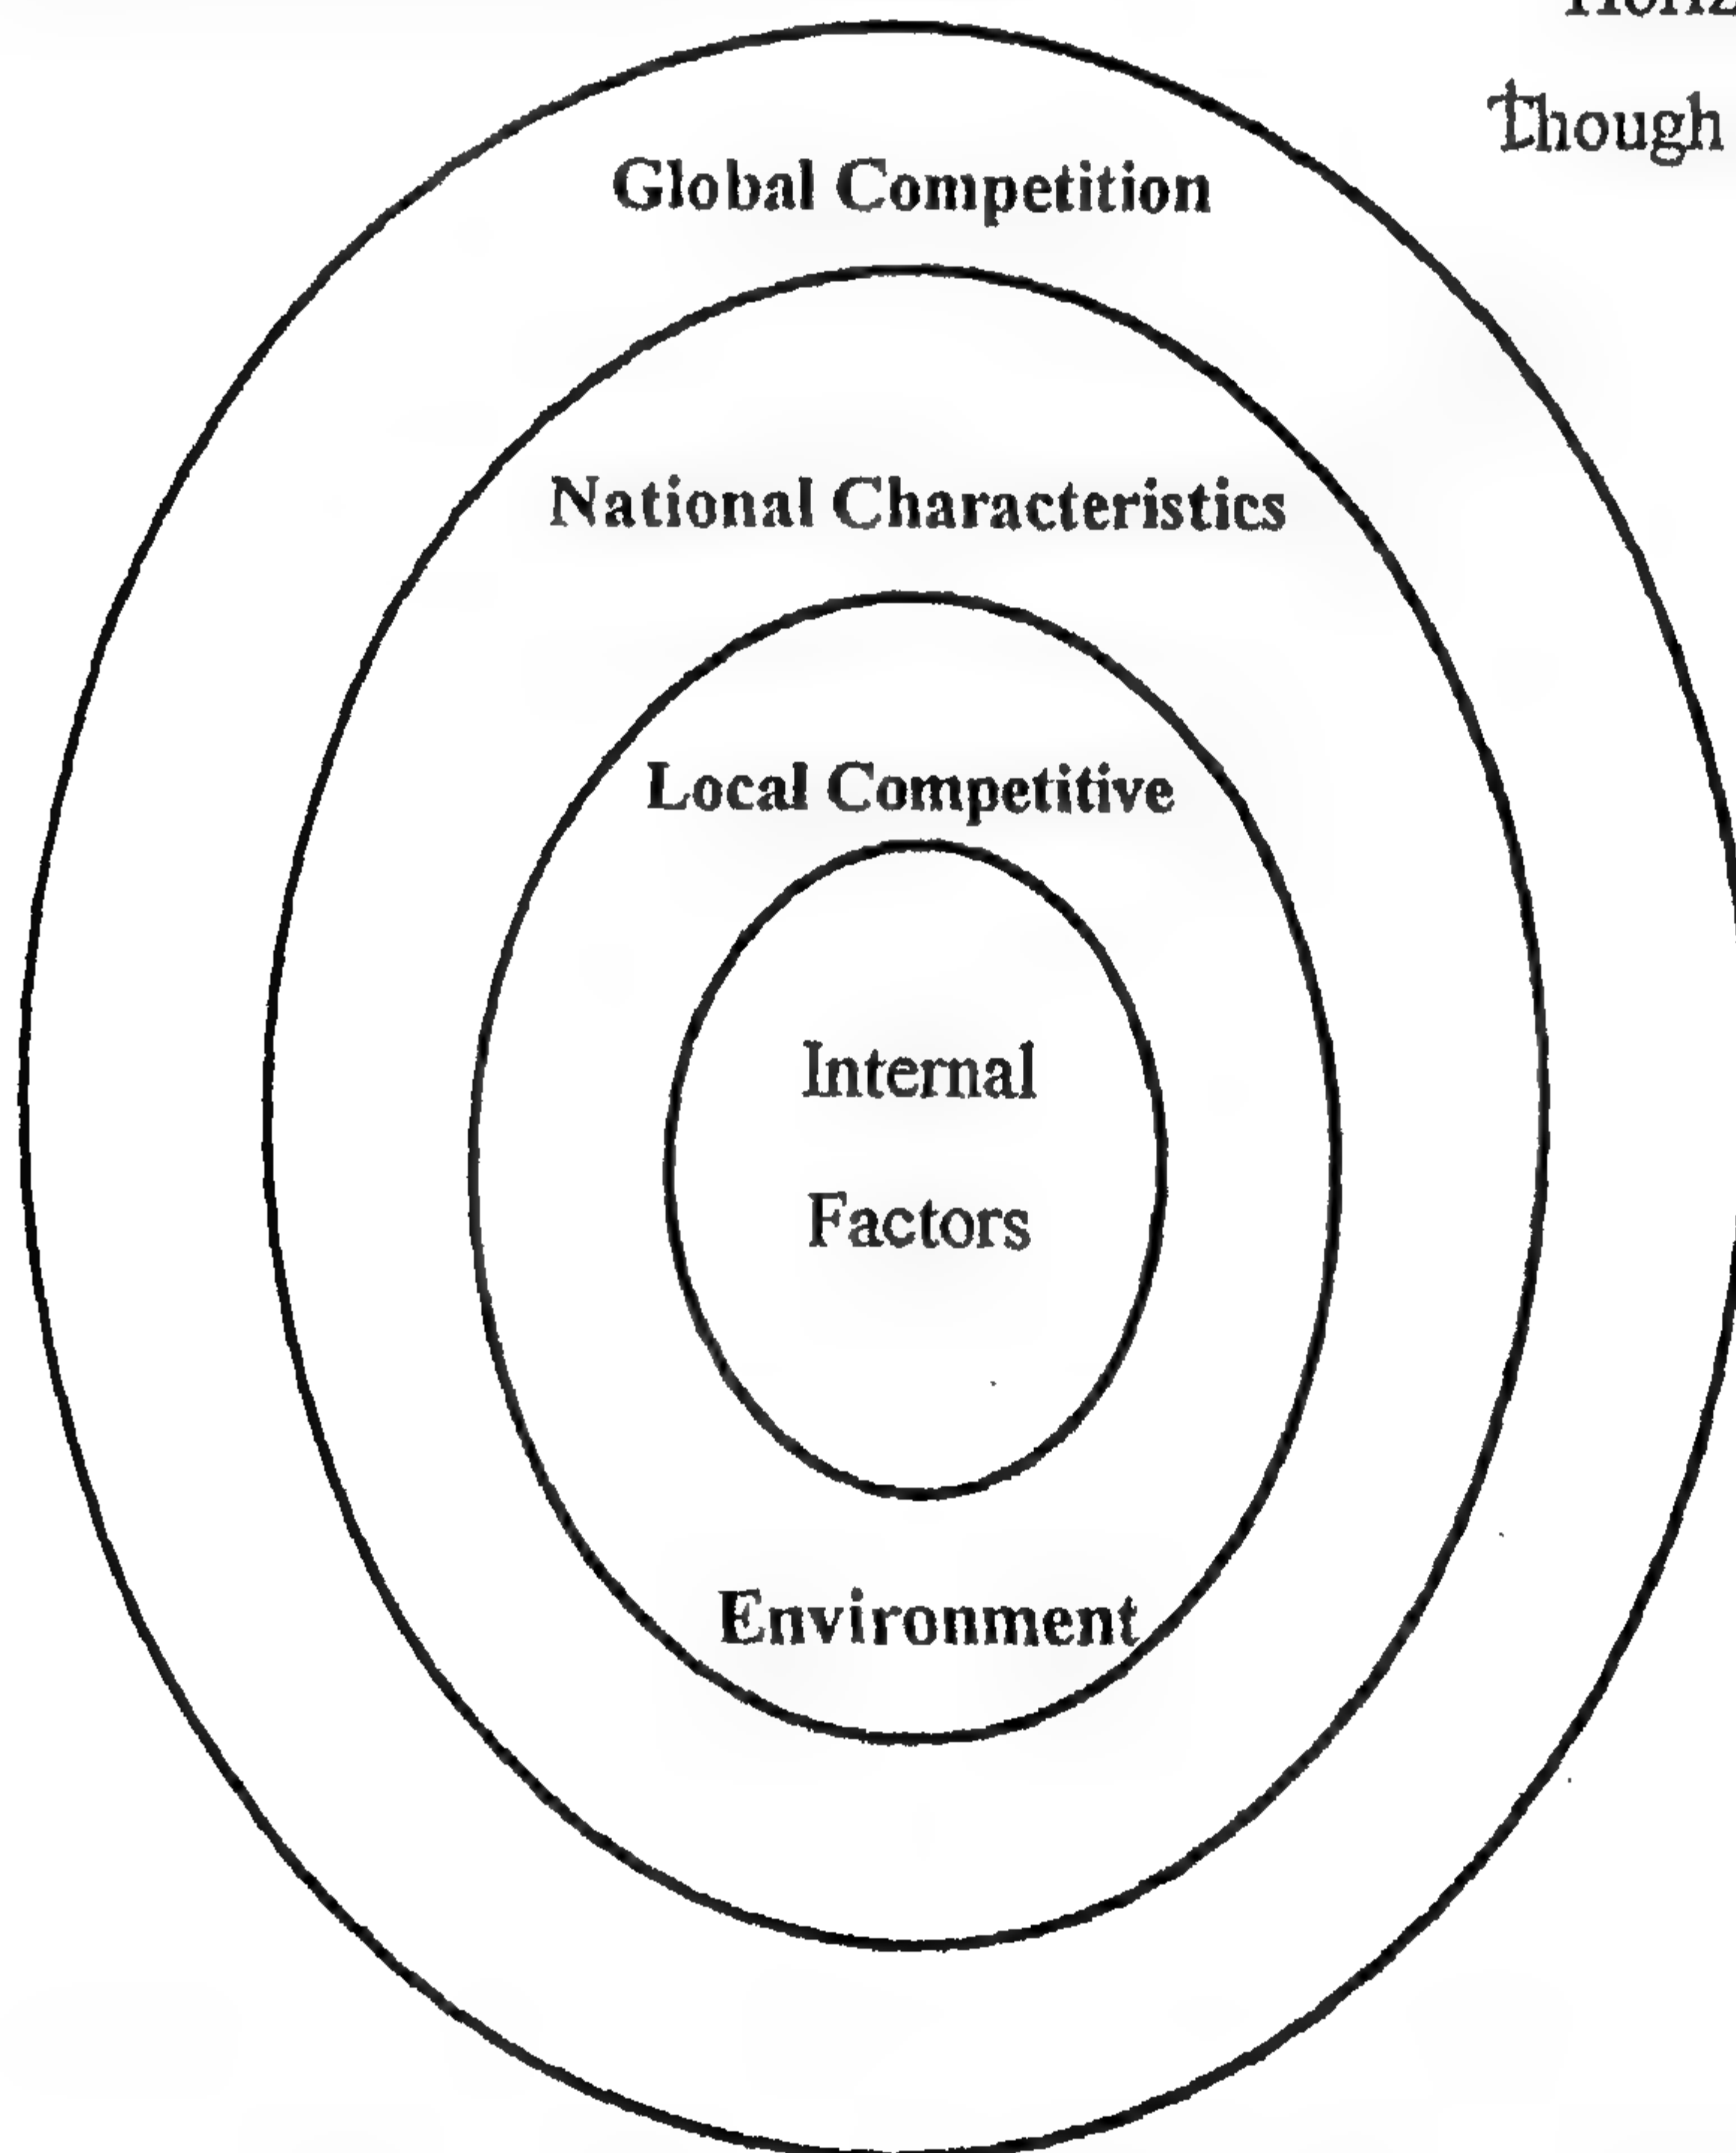 Though
Global Competition
National Characteristics
Local Competitive
Internal
Factors
Environment